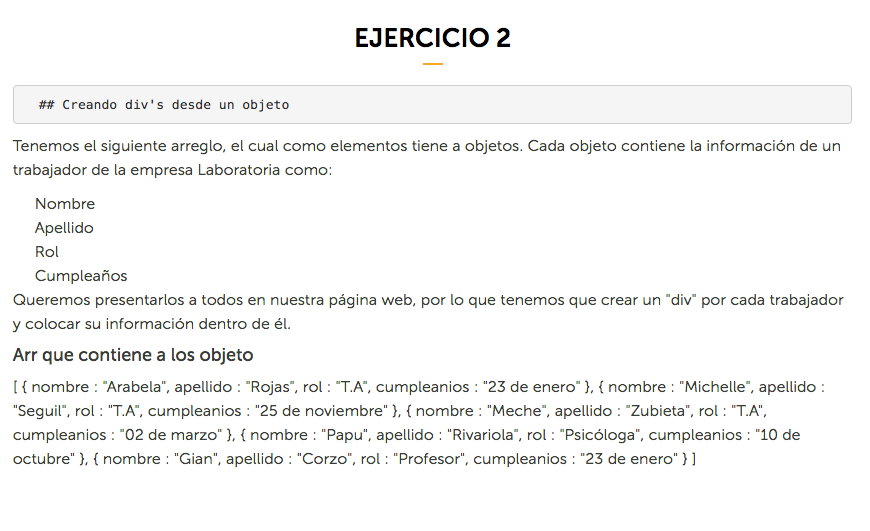 EJERCICIO 2
## Creando div's desde un objeto
Tenemos el siguiente arreglo, el cual como elementos tiene a objetos. Cada objeto contiene la información de un
trabajador de la empresa Laboratoria como:
Nombre
Apellido
Rol
Cumpleaños
Queremos presentarlos a todos en nuestra página web, por lo que tenemos que crear un "div" por cada trabajador
y colocar su información dentro de él.
Arr que contiene a los objeto
[ { nombre : "Arabela", apellido : "Rojas", rol : "T.A", cumpleanios : "23 de enero" }, { nombre : "Michelle", apellido :
"Seguil", rol : "T.A", cumpleanios : "25 de noviembre" }, { nombre : "Meche", apellido : "Zubieta", rol : "T.A",
cumpleanios : "02 de marzo" }, { nombre : "Papu", apellido : "Rivariola", rol : "Psicóloga", cumpleanios : "10 de
octubre" }, { nombre : "Gian", apellido : "Corzo", rol : "Profesor", cumpleanios : "23 de enero" } ]